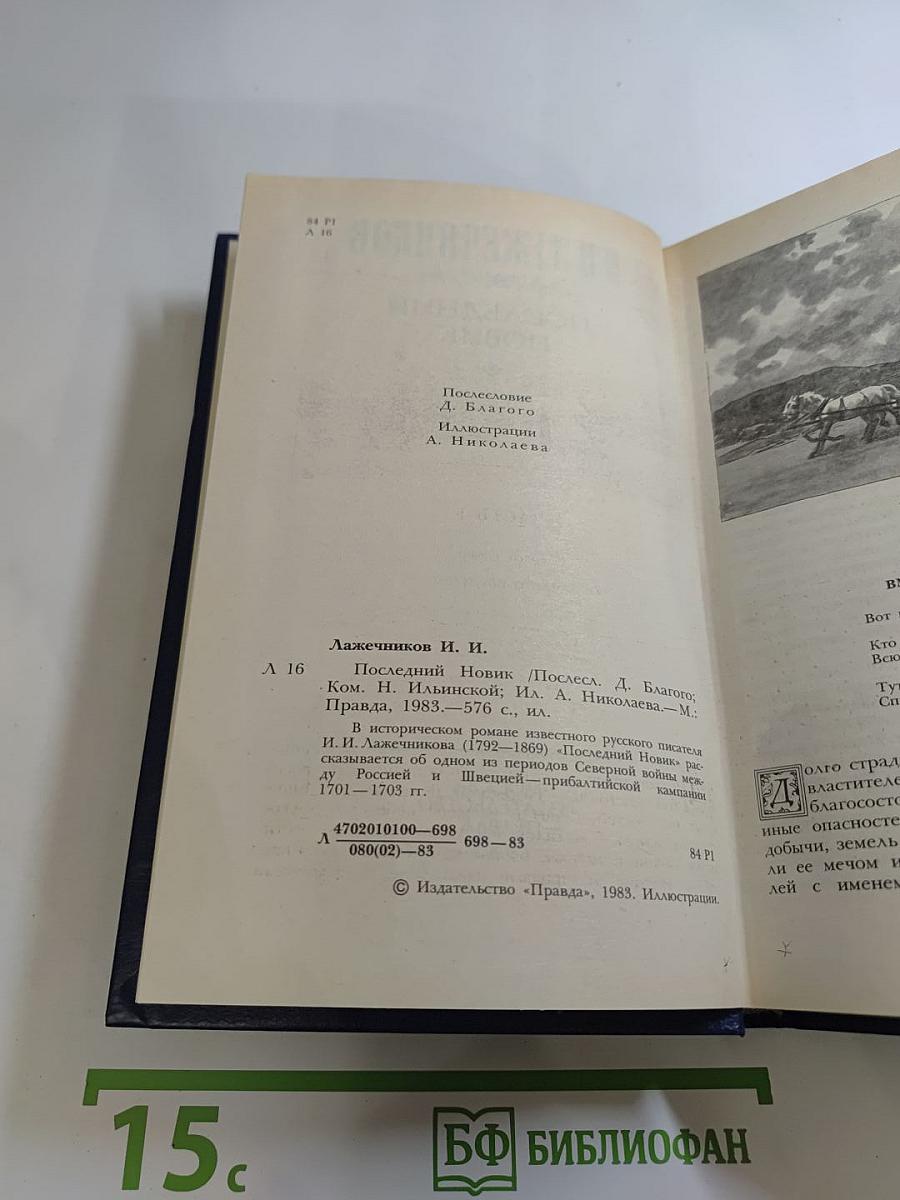 84 Р1
Л 16
Послесловие
Д. Благого
Иллюстрации
А. Николаева
Лажечников И. И.
Л 16 Последний Новик /Послесл. Д. Благого;
Ком. Н. Ильинской; Ил. А. Николаева.—М.:
Правда, 1983.—576 с., ил.
В историческом романе известного русского писателя
И. И. Лажечникова (1792—1869) «Последний Новик» рас-
сказывается об одном из периодов Северной войны меж-
ду Россией и Швецией—прибалтийской кампании
1701—1703 гг.
Л 4702010100—698
080(02)—83
698—83
84 Р1
© Издательство «Правда», 1983. Иллюстрации.
Вот
Кто
Всю
Тут
Сп
Долго страд
властителе
благосост
иные опасносте
добычи, земель
ли ее мечом и
лей с именем
15 с
БФ БИБЛИОФАН